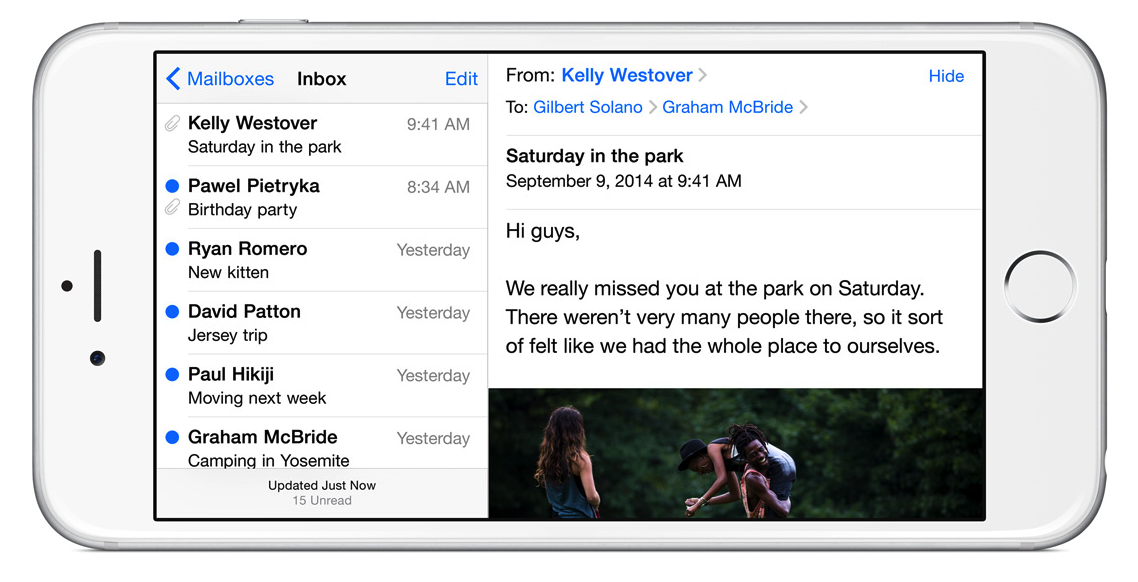 Mailboxes Inbox Edit
Kelly Westover 9:41 AM
Saturday in the park
Pawel Pietryka 8:34 AM
Birthday party
Ryan Romero Yesterday
New kitten
David Patton Yesterday
Jersey trip
Paul Hikiji Yesterday
Moving next week
Graham McBride Yesterday
Camping in Yosemite
Updated Just Now
15 Unread
From: Kelly Westover
Hide
To: Gilbert Solano Graham McBride
Saturday in the park
September 9, 2014 at 9:41 AM
Hi guys,
We really missed you at the park on Saturday.
There weren’t very many people there, so it sort
of felt like we had the whole place to ourselves.